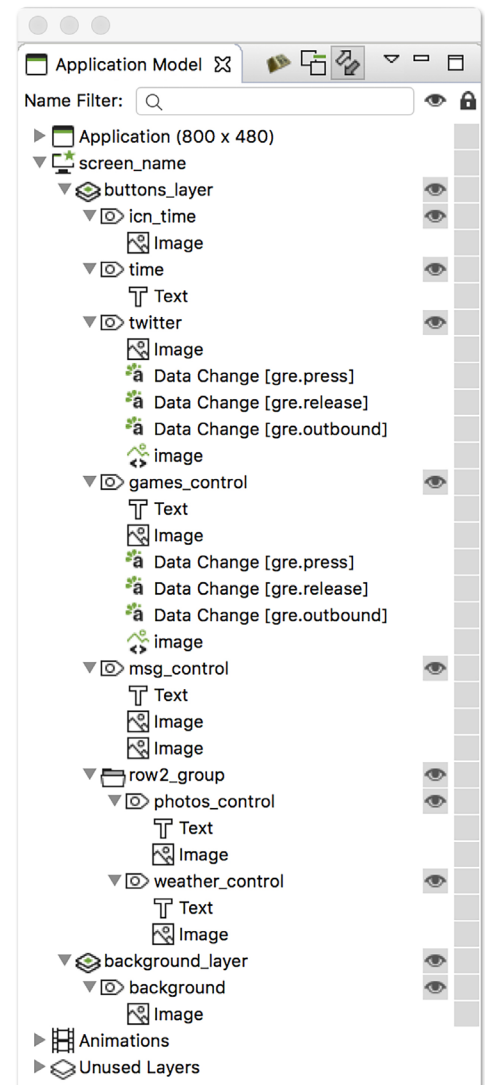 Application Model
Name Filter:
Application (800 x 480)
screen_name
buttons_layer
icn_time
Image
time
Text
twitter
Image
Data Change [gre.press]
Data Change [gre.release]
Data Change [gre.outbound]
image
games_control
Text
Image
Data Change [gre.press]
Data Change [gre.release]
Data Change [gre.outbound]
image
msg_control
Text
Image
Image
row2_group
photos_control
Text
Image
weather_control
Text
Image
background_layer
background
Image
Animations
Unused Layers